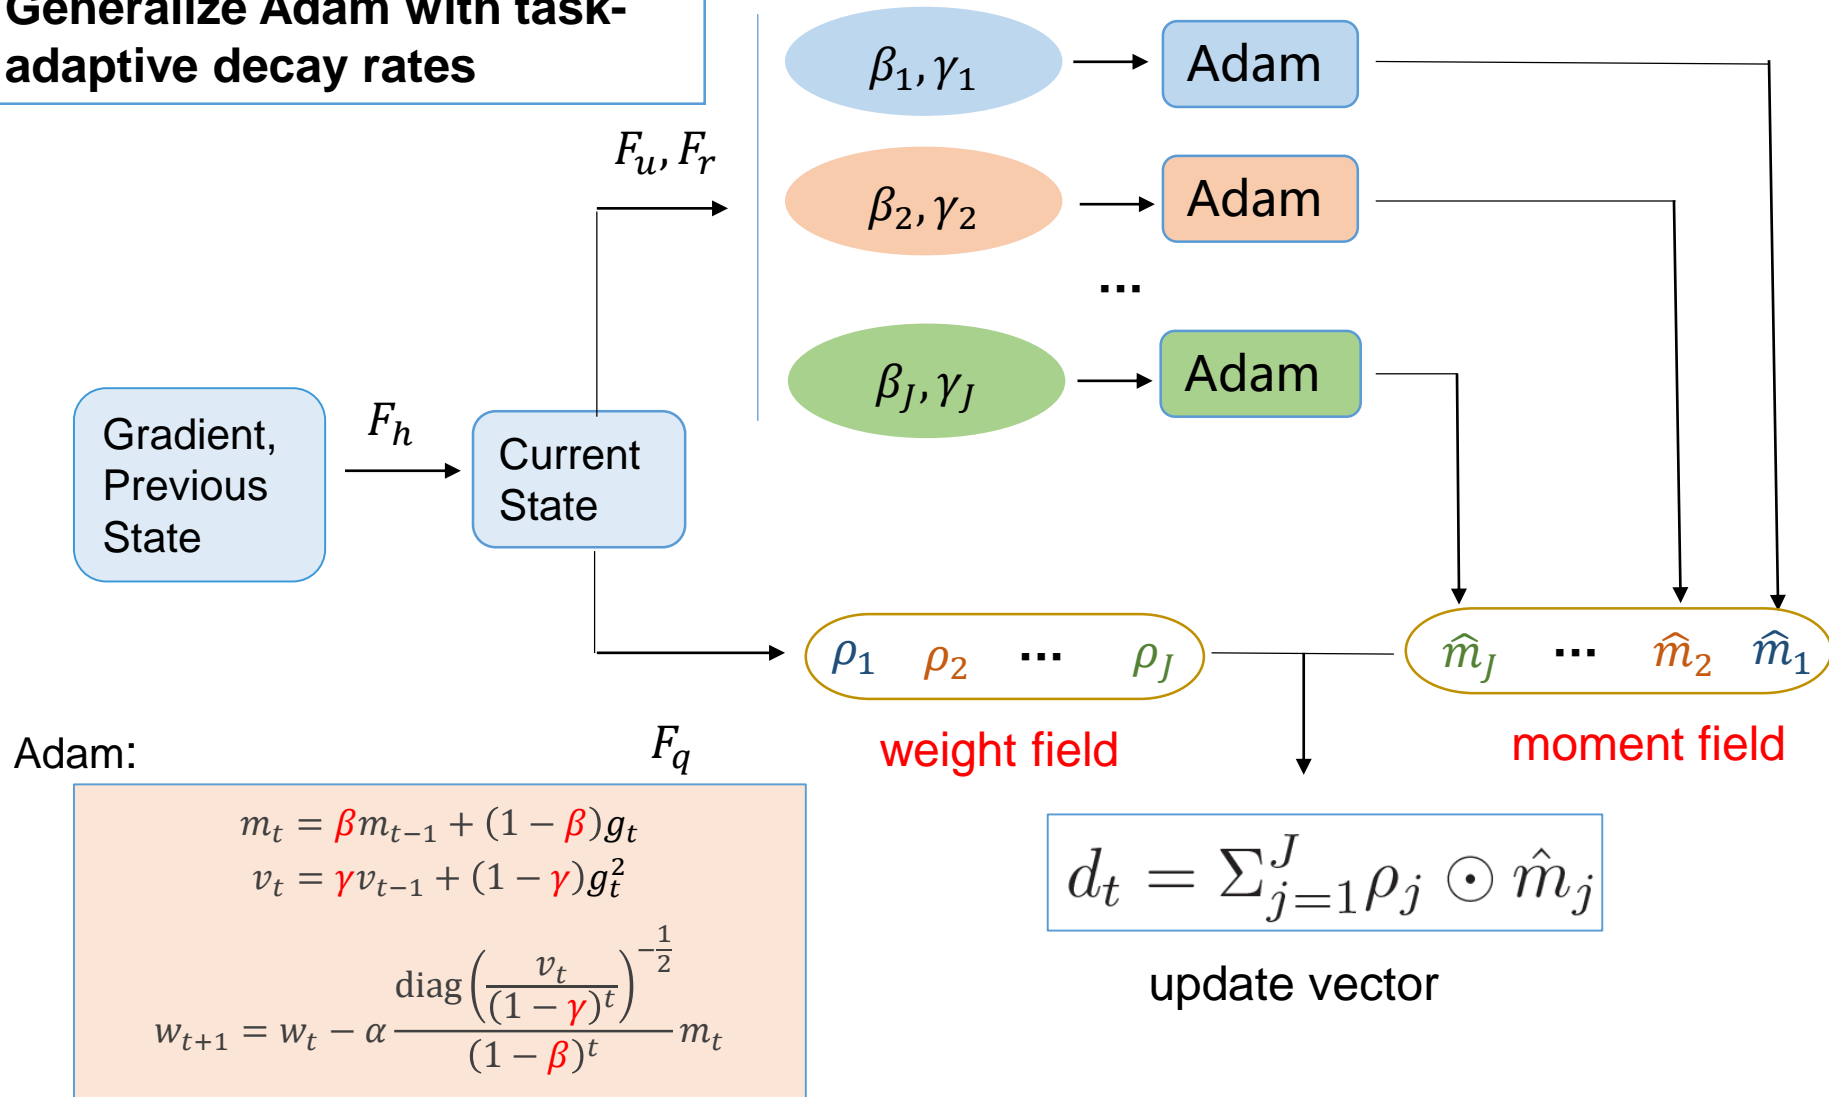 Generalize Adam with task-
adaptive decay rates
F_u, F_r
β_1, γ_1
Adam
β_2, γ_2
Adam
...
β_J, γ_J
Adam
Gradient,
Previous
State
F_h
Current
State
ρ_1 ρ_2 ... ρ_J
m̂_J ... m̂_2 m̂_1
F_q
weight field
moment field
Adam:
m_t = βm_{t−1} + (1 − β)g_t
v_t = γv_{t−1} + (1 − γ)g_t^2
w_{t+1} = w_t − α diag(v_t/(1 − γ)^t)^{−1/2}/(1 − β)^t m_t
d_t = Σ_{j=1}^J ρ_j ⊙ m̂_j
update vector